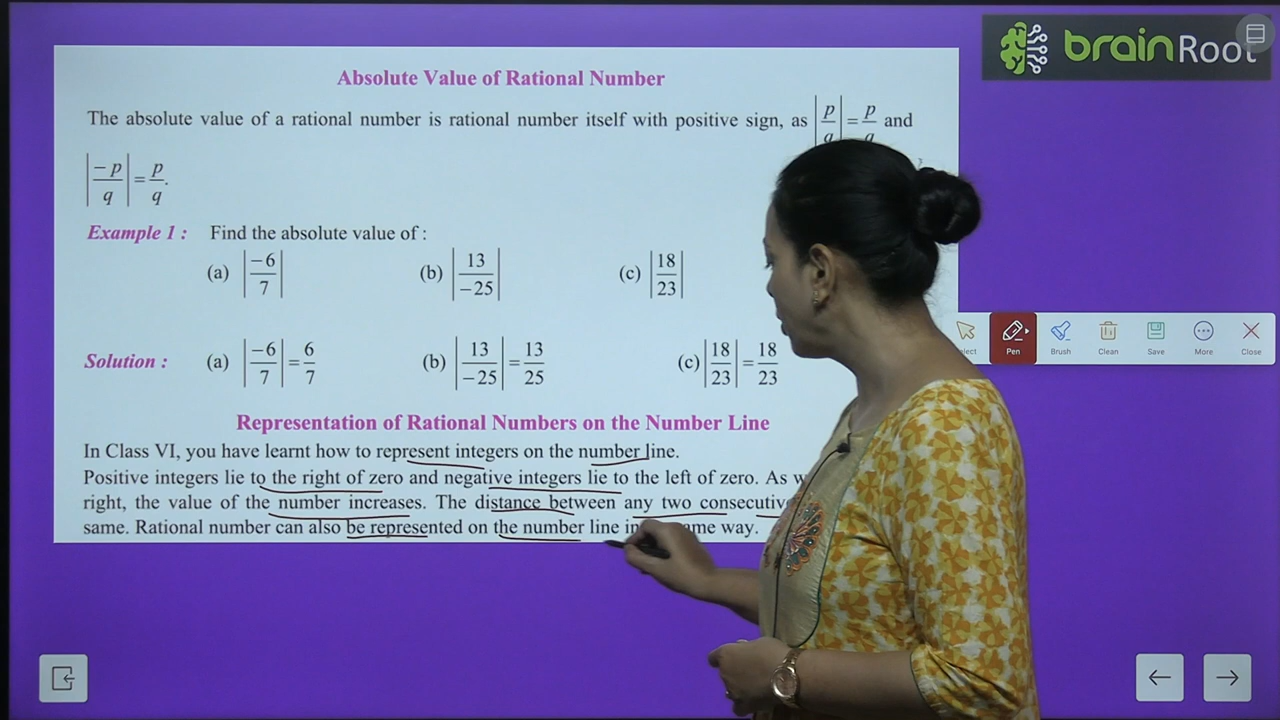 brainRoot
Absolute Value of Rational Number
The absolute value of a rational number is rational number itself with positive sign, as |p/q| = p/q and
|−p/q| = p/q.
Example 1 : Find the absolute value of :
(a) |−6/7| (b) |13/−25| (c) |18/23|
Solution : (a) |−6/7| = 6/7 (b) |13/−25| = 13/25 (c) |18/23| = 18/23
Representation of Rational Numbers on the Number Line
In Class VI, you have learnt how to represent integers on the number line.
Positive integers lie to the right of zero and negative integers lie to the left of zero. As
right, the value of the number increases. The distance between any two consecutive
same. Rational number can also be represented on the number line in way.
Pen
Brush
Clean
Save
More
Close